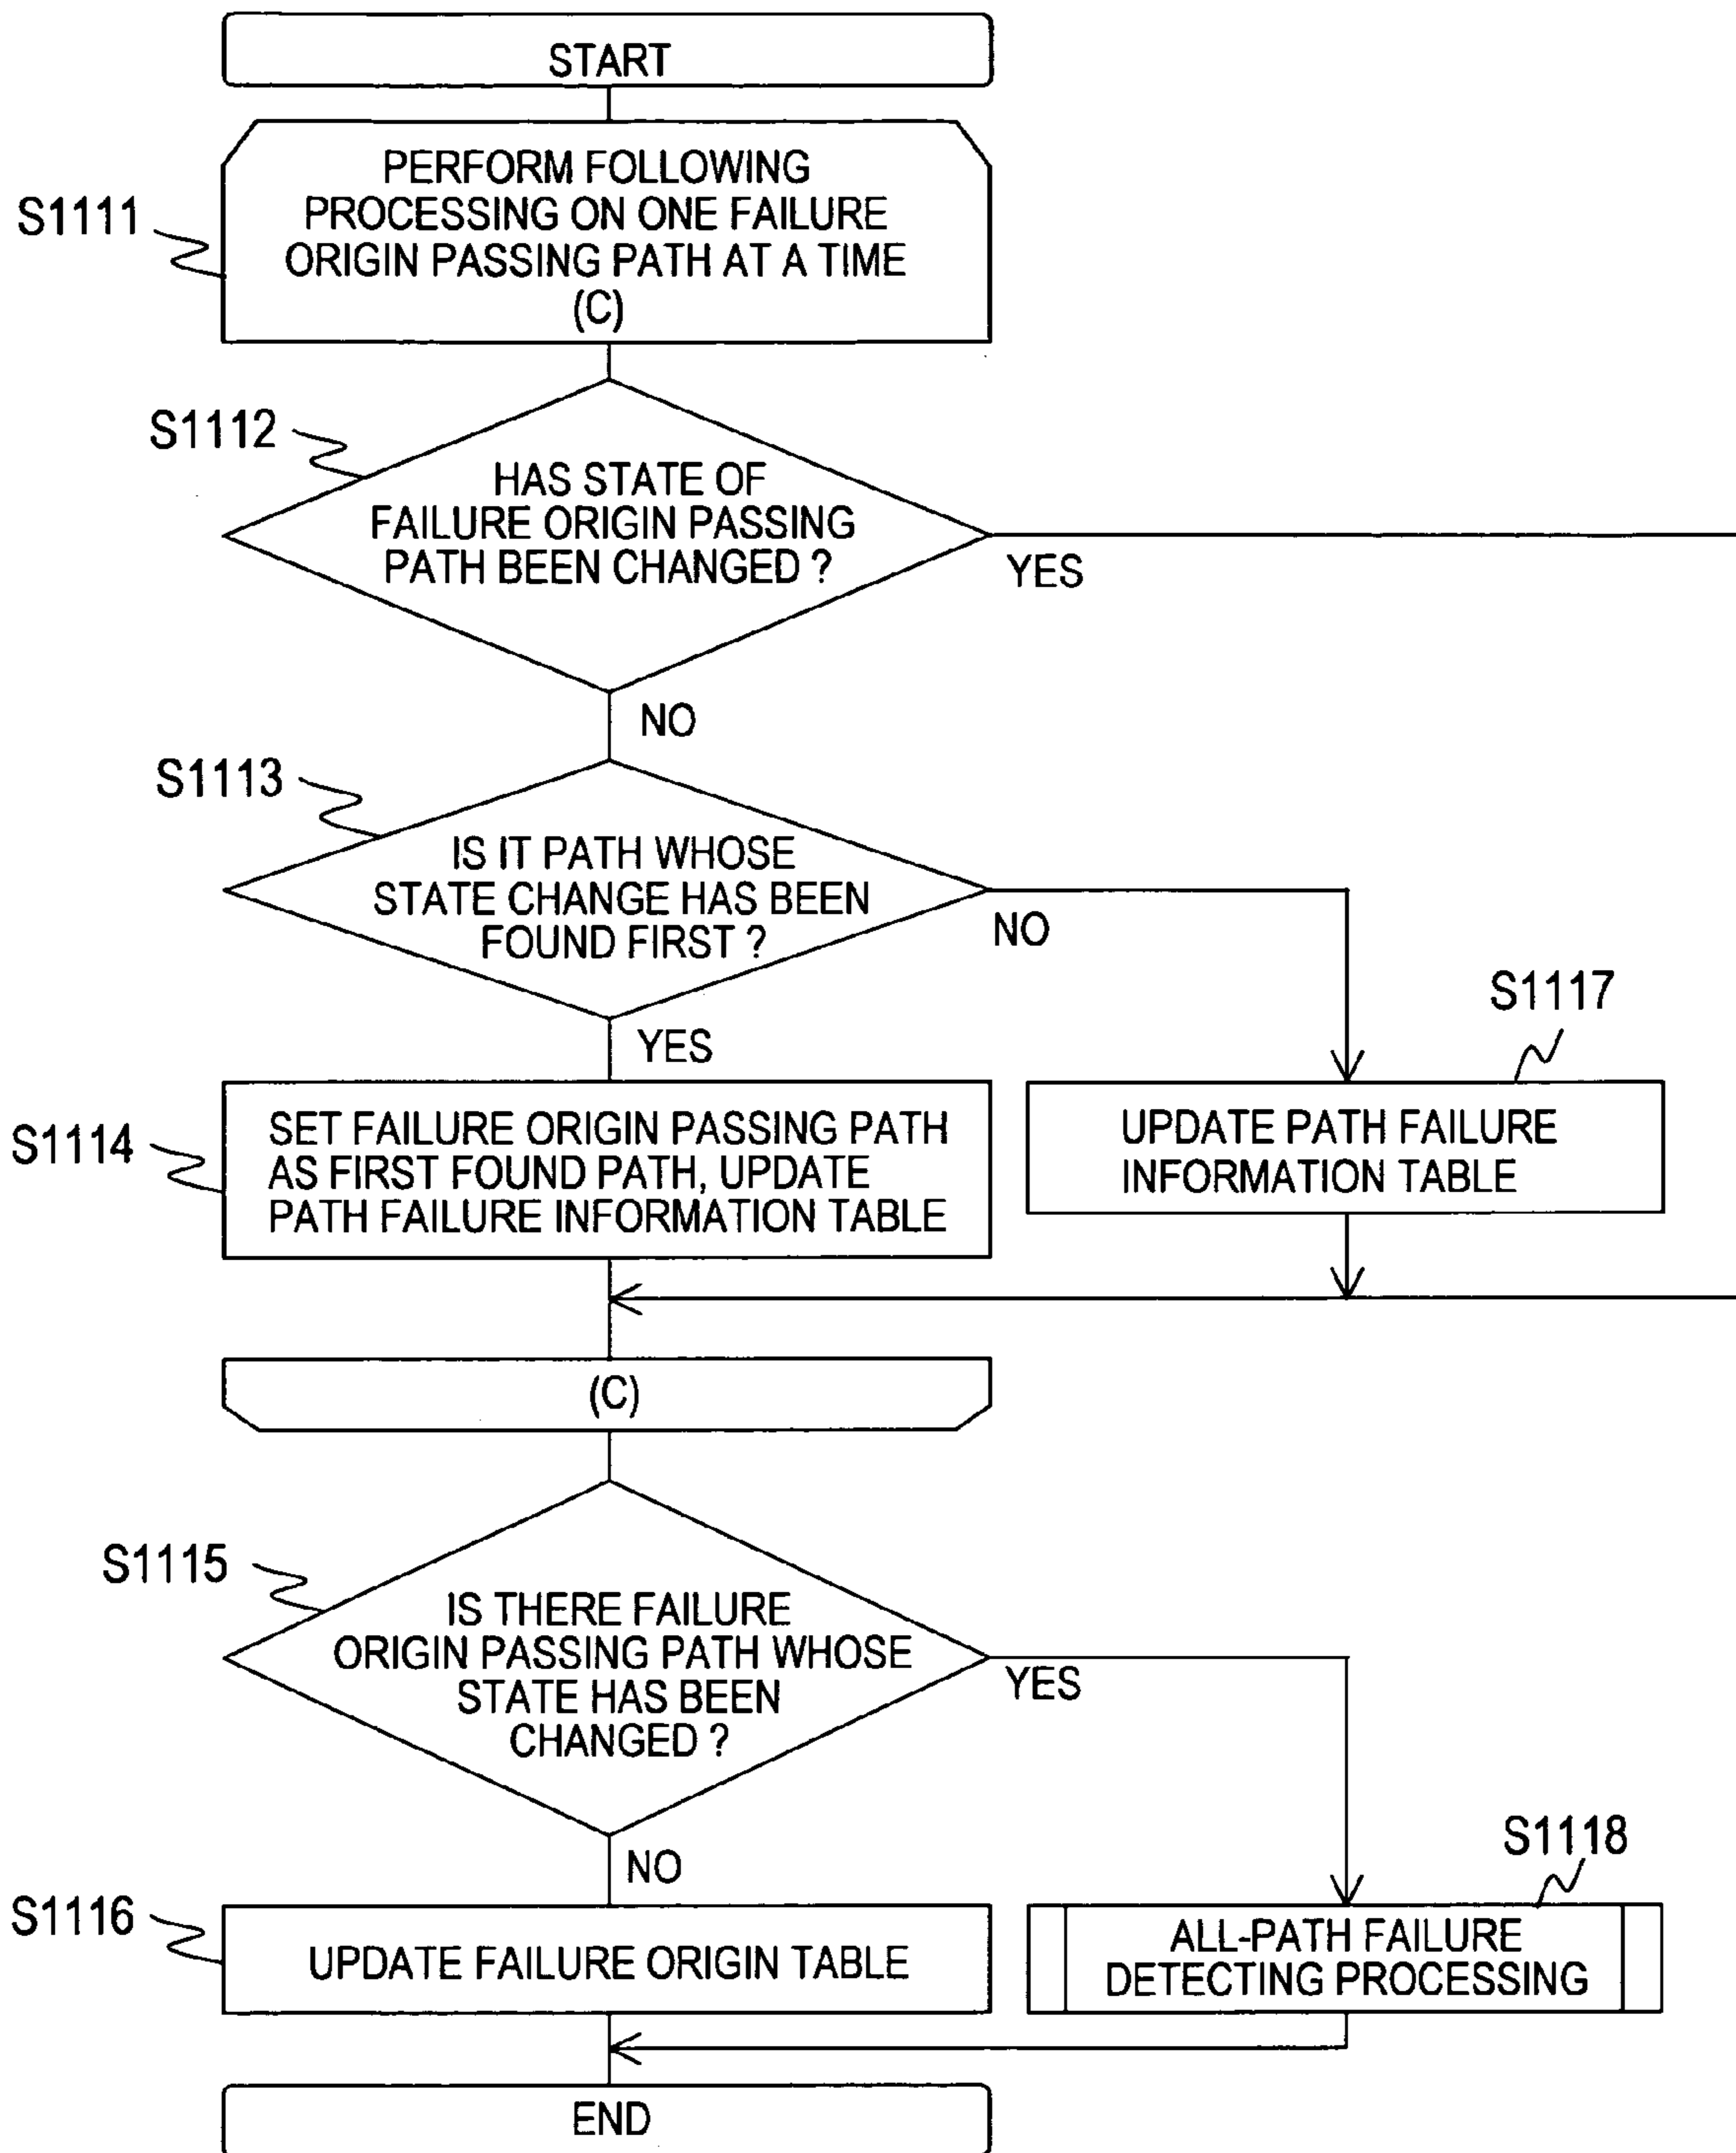 START
S1111
PERFORM FOLLOWING
PROCESSING ON ONE FAILURE
ORIGIN PASSING PATH AT A TIME
(C)
S1112
HAS STATE OF
FAILURE ORIGIN PASSING
PATH BEEN CHANGED ?
YES
NO
S1113
IS IT PATH WHOSE
STATE CHANGE HAS BEEN
FOUND FIRST ?
NO
YES
S1117
UPDATE PATH FAILURE
INFORMATION TABLE
S1114
SET FAILURE ORIGIN PASSING PATH
AS FIRST FOUND PATH, UPDATE
PATH FAILURE INFORMATION TABLE
(C)
S1115
IS THERE FAILURE
ORIGIN PASSING PATH WHOSE
STATE HAS BEEN
CHANGED ?
YES
NO
S1118
ALL-PATH FAILURE
DETECTING PROCESSING
S1116
UPDATE FAILURE ORIGIN TABLE
END